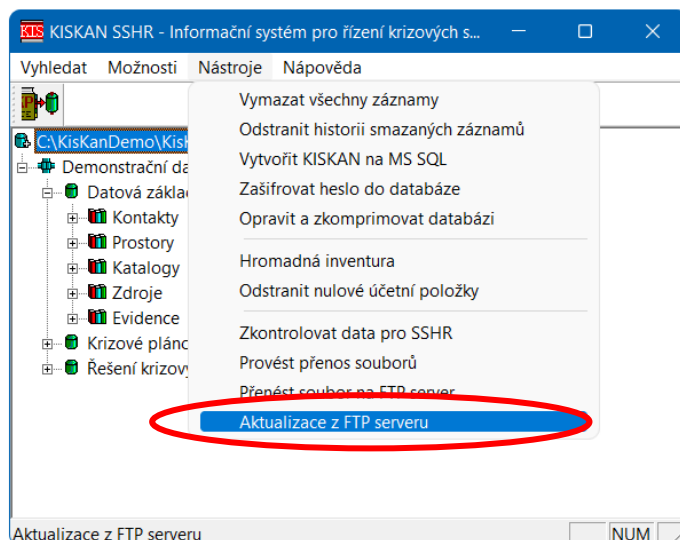 KISKAN SSHR - Informační systém pro řízení krizových s...
Vyhledat Možnosti Nástroje Nápověda
Vymazat všechny záznamy
Odstranit historii smazaných záznamů
Vytvořit KISKAN na MS SQL
Zašifrovat heslo do databáze
Opravit a zkomprimovat databázi
Hromadná inventura
Odstranit nulové účetní položky
Zkontrolovat data pro SSHR
Provést přenos souborů
Přenést soubor na FTP server
Aktualizace z FTP serveru
C:\KisKanDemo\Kisk
Demonstrační da
Datová základ
Kontakty
Prostory
Katalogy
Zdroje
Evidence
Krizové pláno
Řešení krizový
Aktualizace z FTP serveru
NUM